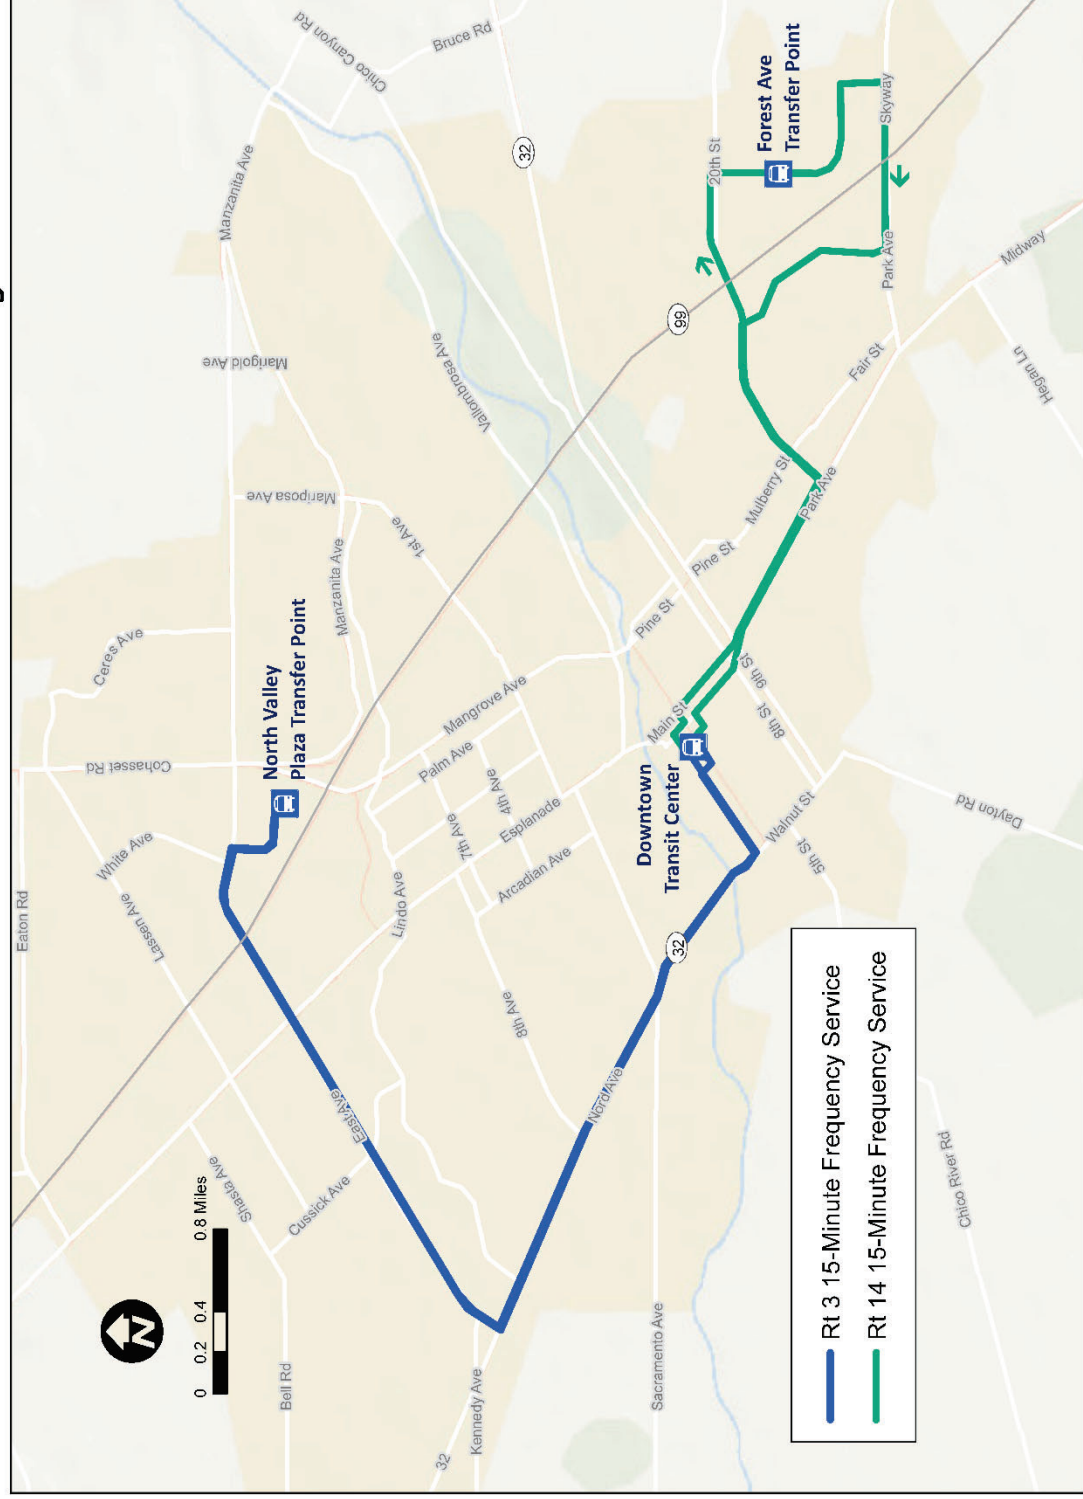 Eaton Rd
Ceres Ave
Cohasset Rd
White Ave
Lassen Ave
North Valley
Plaza Transfer Point
Manzanita Ave
Chico Canyon Rd
Bruce Rd
Marigold Ave
Mariposa Ave
Manzanita Ave
1st Ave
Vallombrosa Ave
32
Mangrove Ave
Palm Ave
4th Ave
7th Ave
Esplanade
Arcadian Ave
Lindo Ave
8th Ave
East Ave
Shasta Ave
Cussick Ave
Bell Rd
Kennedy Ave
32
Nord Ave
32
Sacramento Ave
Downtown
Transit Center
Main St
Pine St
Pine St
Mulberry St
8th St
9th St
Walnut St
5th St
Dayton Rd
Park Ave
Fair St
99
20th St
Forest Ave
Transfer Point
Skyway
Park Ave
Midway
Hegan Ln
Chico River Rd
N
0 0.2 0.4 0.8 Miles
Rt 3 15-Minute Frequency Service
Rt 14 15-Minute Frequency Service